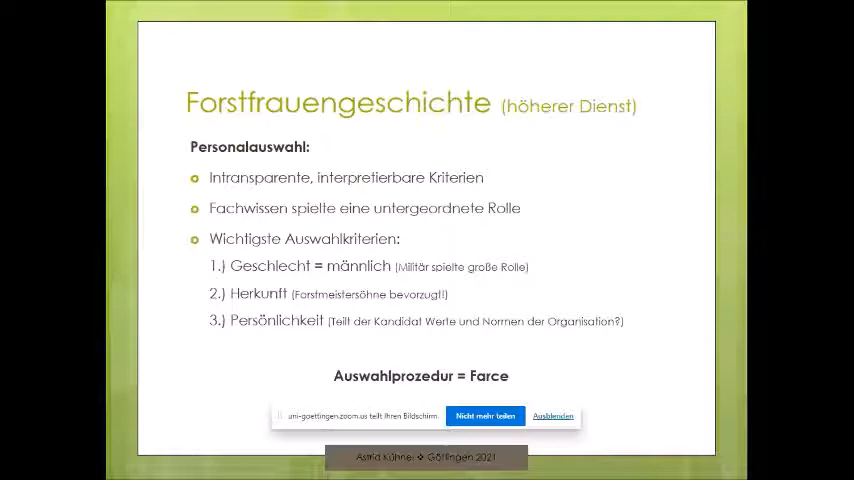 Forstfrauengeschichte (höherer Dienst)
Personalauswahl:
Intransparente, interpretierbare Kriterien
Fachwissen spielte eine untergeordnete Rolle
Wichtigste Auswahlkriterien:
1.) Geschlecht = männlich (Militär spielte große Rolle)
2.) Herkunft (Forstmeistersöhne bevorzugt!)
3.) Persönlichkeit (Teilt der Kandidat Werte und Normen der Organisation?)
Auswahlprozedur = Farce
uni-goettingen.zoom.us teilt Ihren Bildschirm. Nicht mehr teilen Ausblenden
Astrid Kühnel ❖ Göttingen 2021